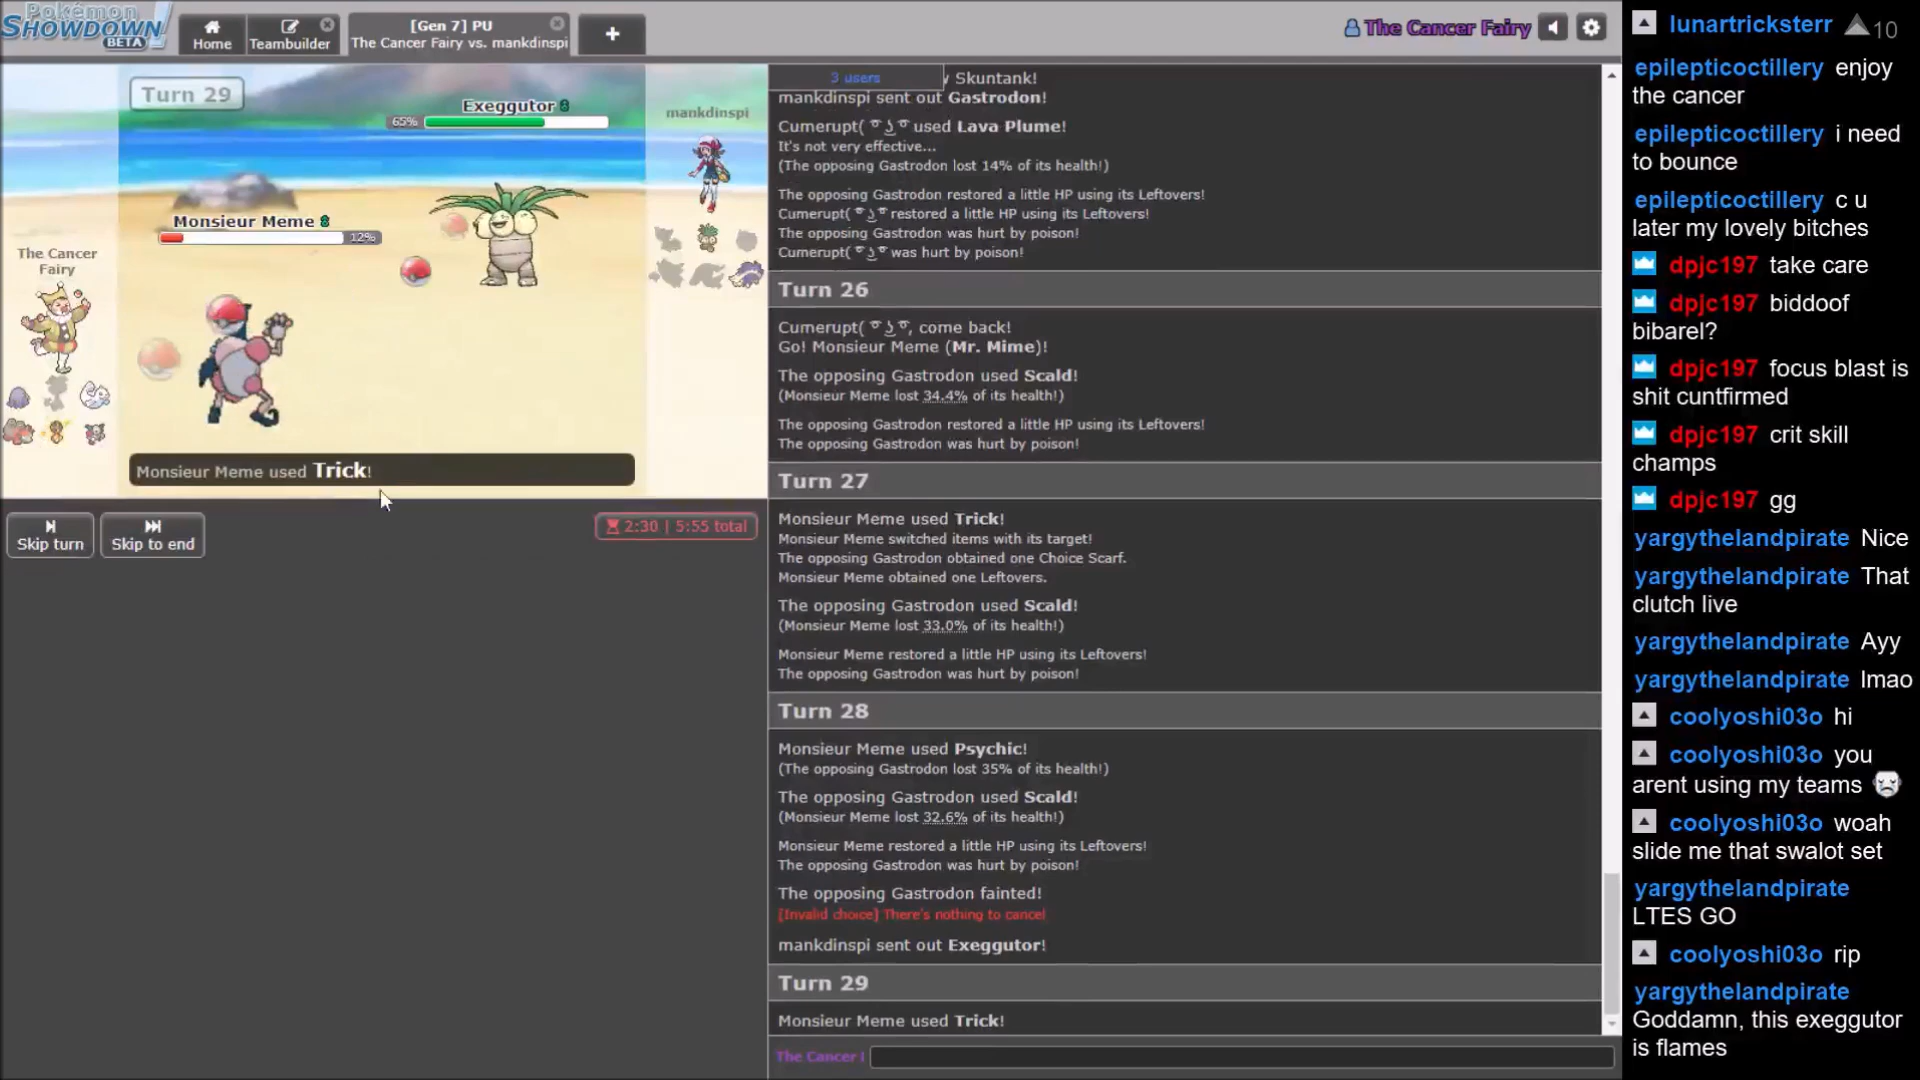 Pokémon
SHOWDOWN
BETA
Home
Teambuilder
[Gen 7] PU
The Cancer Fairy vs. mankdinspi
+
The Cancer Fairy
Turn 29
Exeggutor
65%
Monsieur Meme
12%
The Cancer
Fairy
mankdinspi
Monsieur Meme used Trick!
Skip turn
Skip to end
2:30 | 5:55 total
3 users
Skuntank!
mankdinspi sent out Gastrodon!
Cumerupt( ͡° ͜ʖ ͡° used Lava Plume!
It's not very effective...
(The opposing Gastrodon lost 14% of its health!)
The opposing Gastrodon restored a little HP using its Leftovers!
Cumerupt( ͡° ͜ʖ ͡° restored a little HP using its Leftovers!
The opposing Gastrodon was hurt by poison!
Cumerupt( ͡° ͜ʖ ͡° was hurt by poison!
Turn 26
Cumerupt( ͡° ͜ʖ ͡°, come back!
Go! Monsieur Meme (Mr. Mime)!
The opposing Gastrodon used Scald!
(Monsieur Meme lost 34.4% of its health!)
The opposing Gastrodon restored a little HP using its Leftovers!
The opposing Gastrodon was hurt by poison!
Turn 27
Monsieur Meme used Trick!
Monsieur Meme switched items with its target!
The opposing Gastrodon obtained one Choice Scarf.
Monsieur Meme obtained one Leftovers.
The opposing Gastrodon used Scald!
(Monsieur Meme lost 33.0% of its health!)
Monsieur Meme restored a little HP using its Leftovers!
The opposing Gastrodon was hurt by poison!
Turn 28
Monsieur Meme used Psychic!
(The opposing Gastrodon lost 35% of its health!)
The opposing Gastrodon used Scald!
(Monsieur Meme lost 32.6% of its health!)
Monsieur Meme restored a little HP using its Leftovers!
The opposing Gastrodon was hurt by poison!
The opposing Gastrodon fainted!
[Invalid choice] There's nothing to cancel
mankdinspi sent out Exeggutor!
Turn 29
Monsieur Meme used Trick!
The Cancer
lunartricksterr 10
epilepticoctillery enjoy
the cancer
epilepticoctillery i need
to bounce
epilepticoctillery c u
later my lovely bitches
dpjc197 take care
dpjc197 biddoof
bibarel?
dpjc197 focus blast is
shit cuntfirmed
dpjc197 crit skill
champs
dpjc197 gg
yargythelandpirate Nice
yargythelandpirate That
clutch live
yargythelandpirate Ayy
yargythelandpirate lmao
coolyoshi03o hi
coolyoshi03o you
arent using my teams
coolyoshi03o woah
slide me that swalot set
yargythelandpirate
LTES GO
coolyoshi03o rip
yargythelandpirate
Goddamn, this exeggutor
is flames